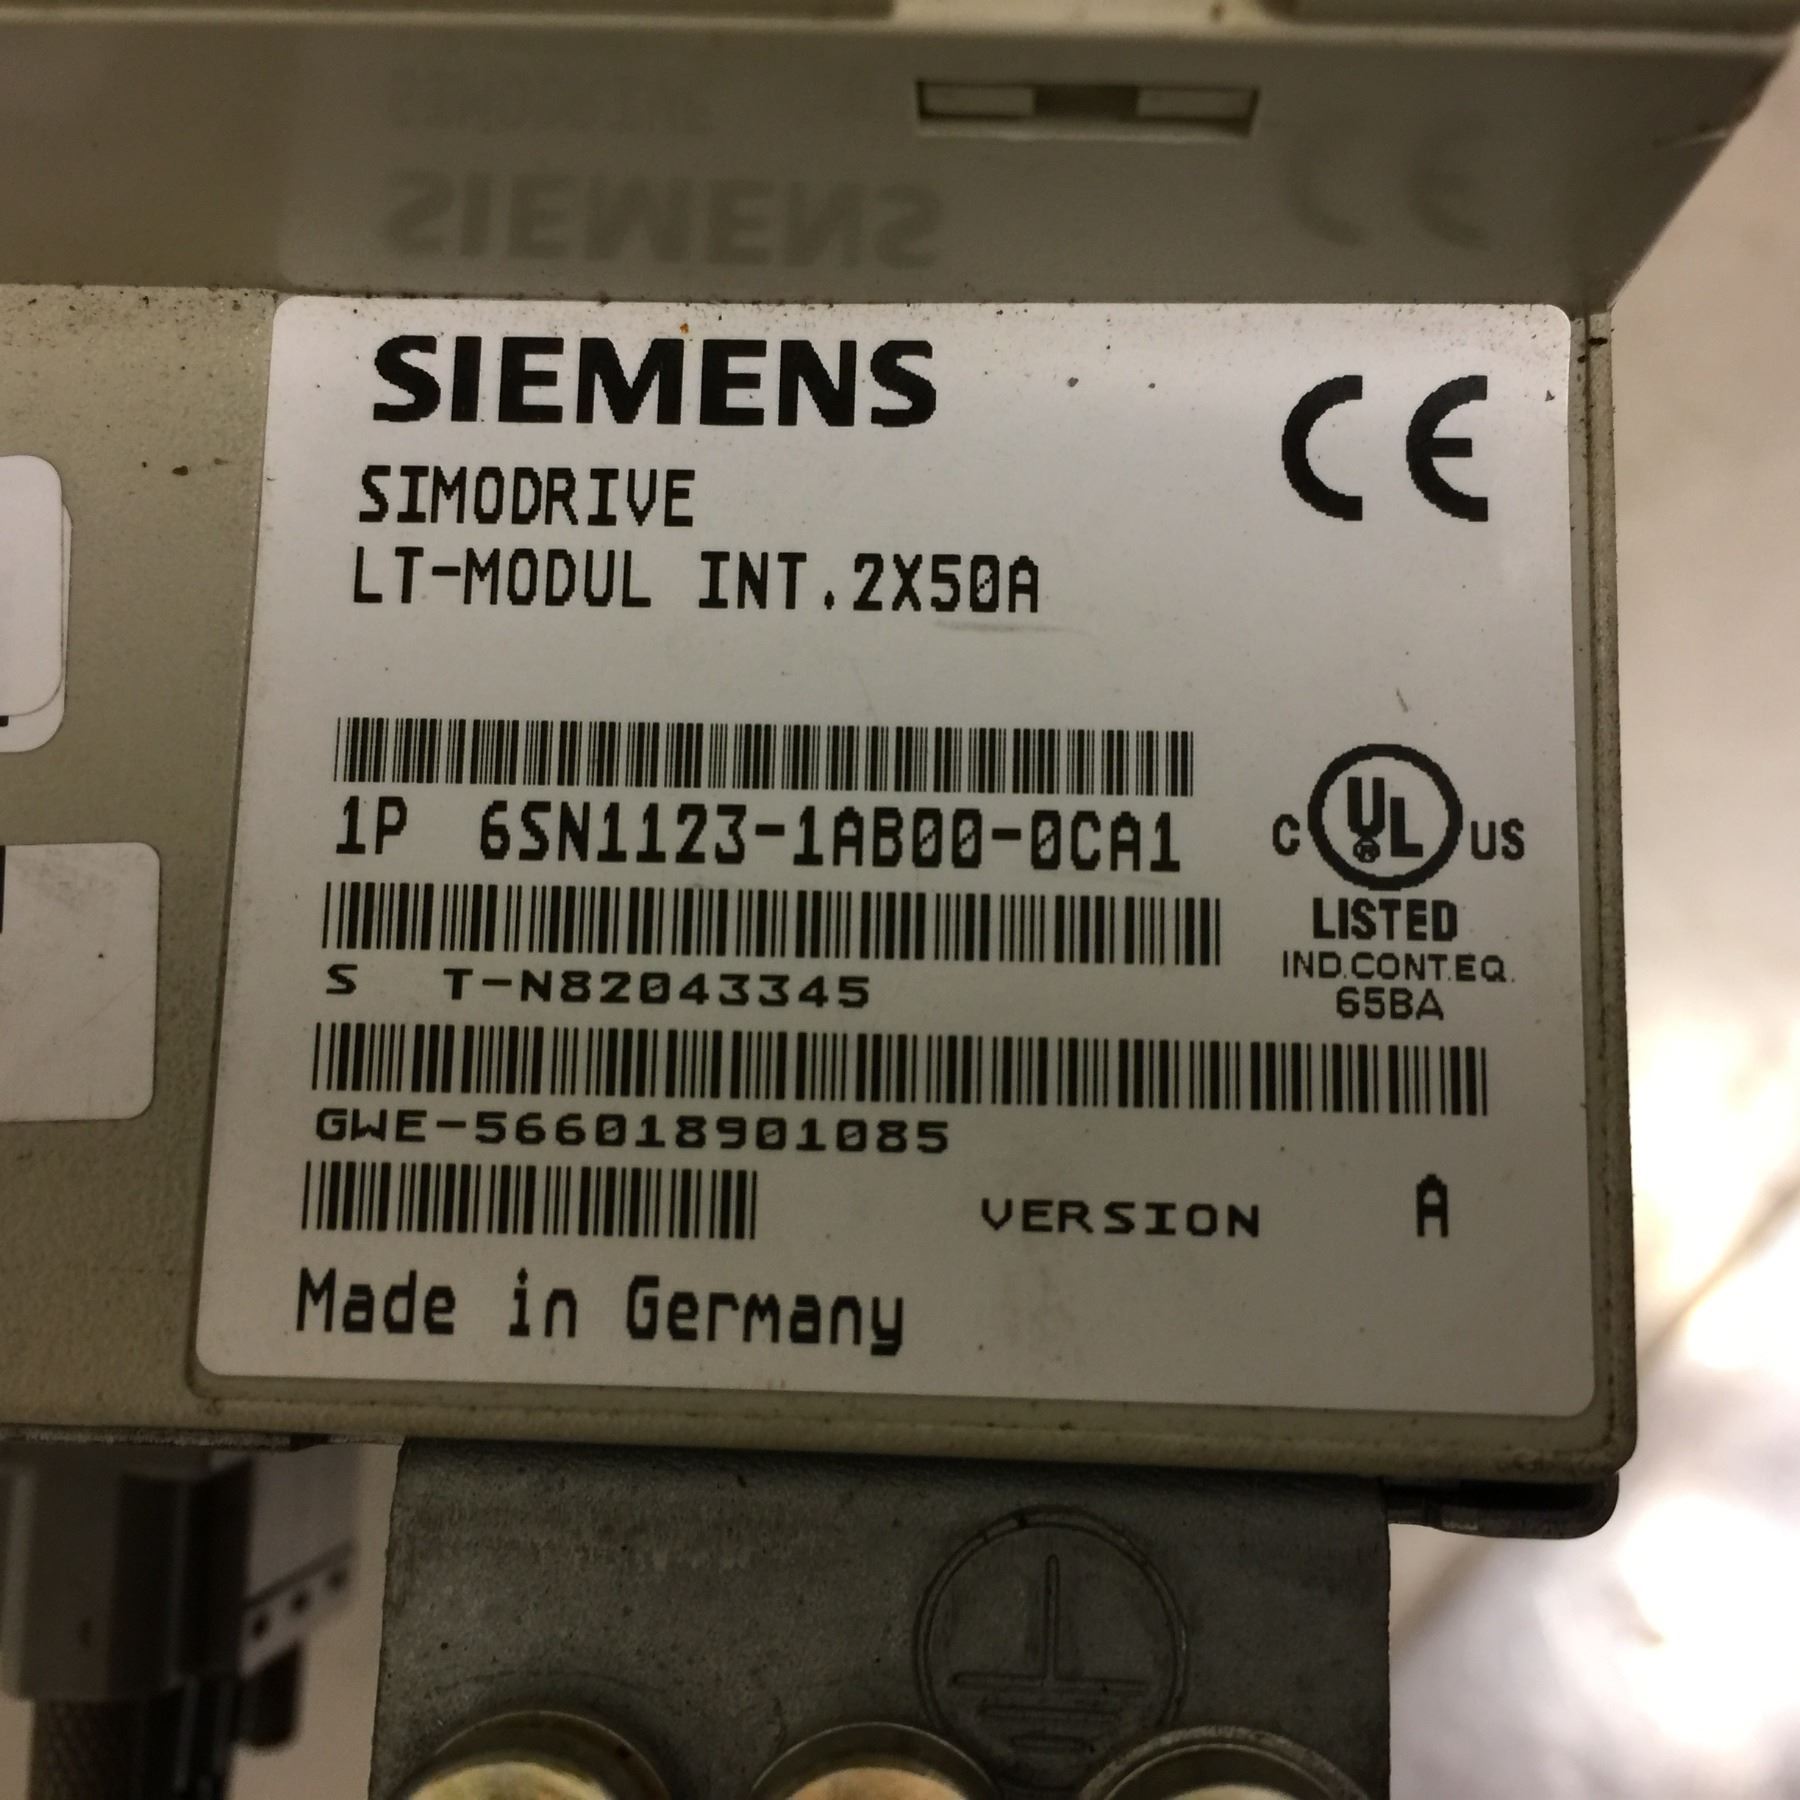 SIEMENS
CE
SIMODRIVE
LT-MODUL INT.2X50A
1P 6SN1123-1AB00-0CA1
C UL ® US
LISTED
IND.CONT.EQ.
65BA
S T-N82043345
GWE-566018901085
VERSION A
Made in Germany